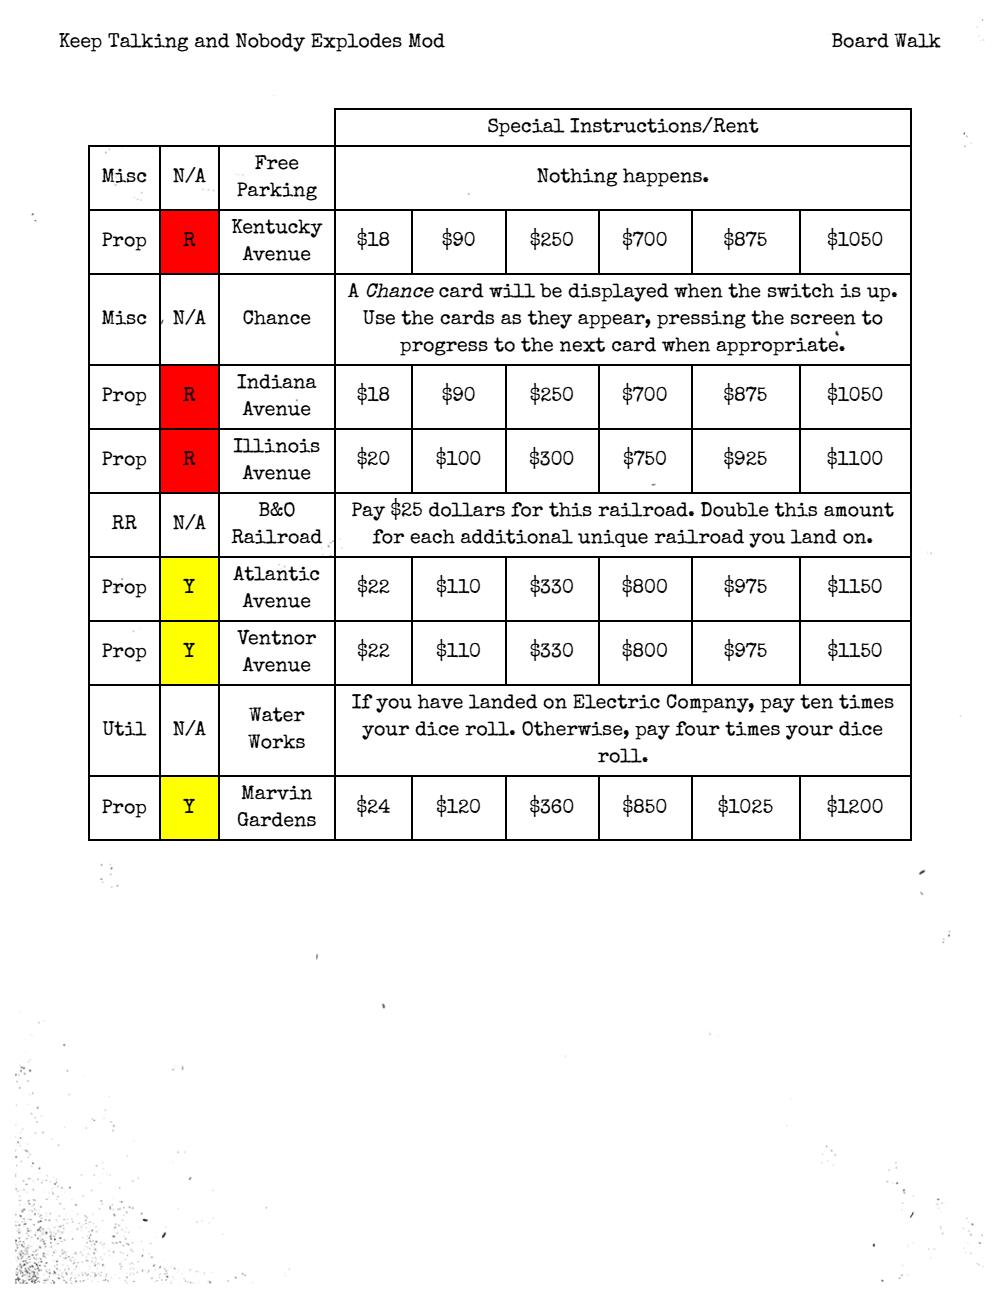 Keep Talking and Nobody Explodes Mod Board Walk
Special Instructions/Rent
Misc N/A Free Parking Nothing happens.
Prop R Kentucky Avenue $18 $90 $250 $700 $875 $1050
Misc N/A Chance A Chance card will be displayed when the switch is up.
Use the cards as they appear, pressing the screen to
progress to the next card when appropriate.
Prop R Indiana Avenue $18 $90 $250 $700 $875 $1050
Prop R Illinois Avenue $20 $100 $300 $750 $925 $1100
RR N/A B&O Railroad Pay $25 dollars for this railroad. Double this amount
for each additional unique railroad you land on.
Prop Y Atlantic Avenue $22 $110 $330 $800 $975 $1150
Prop Y Ventnor Avenue $22 $110 $330 $800 $975 $1150
Util N/A Water Works If you have landed on Electric Company, pay ten times
your dice roll. Otherwise, pay four times your dice
roll.
Prop Y Marvin Gardens $24 $120 $360 $850 $1025 $1200